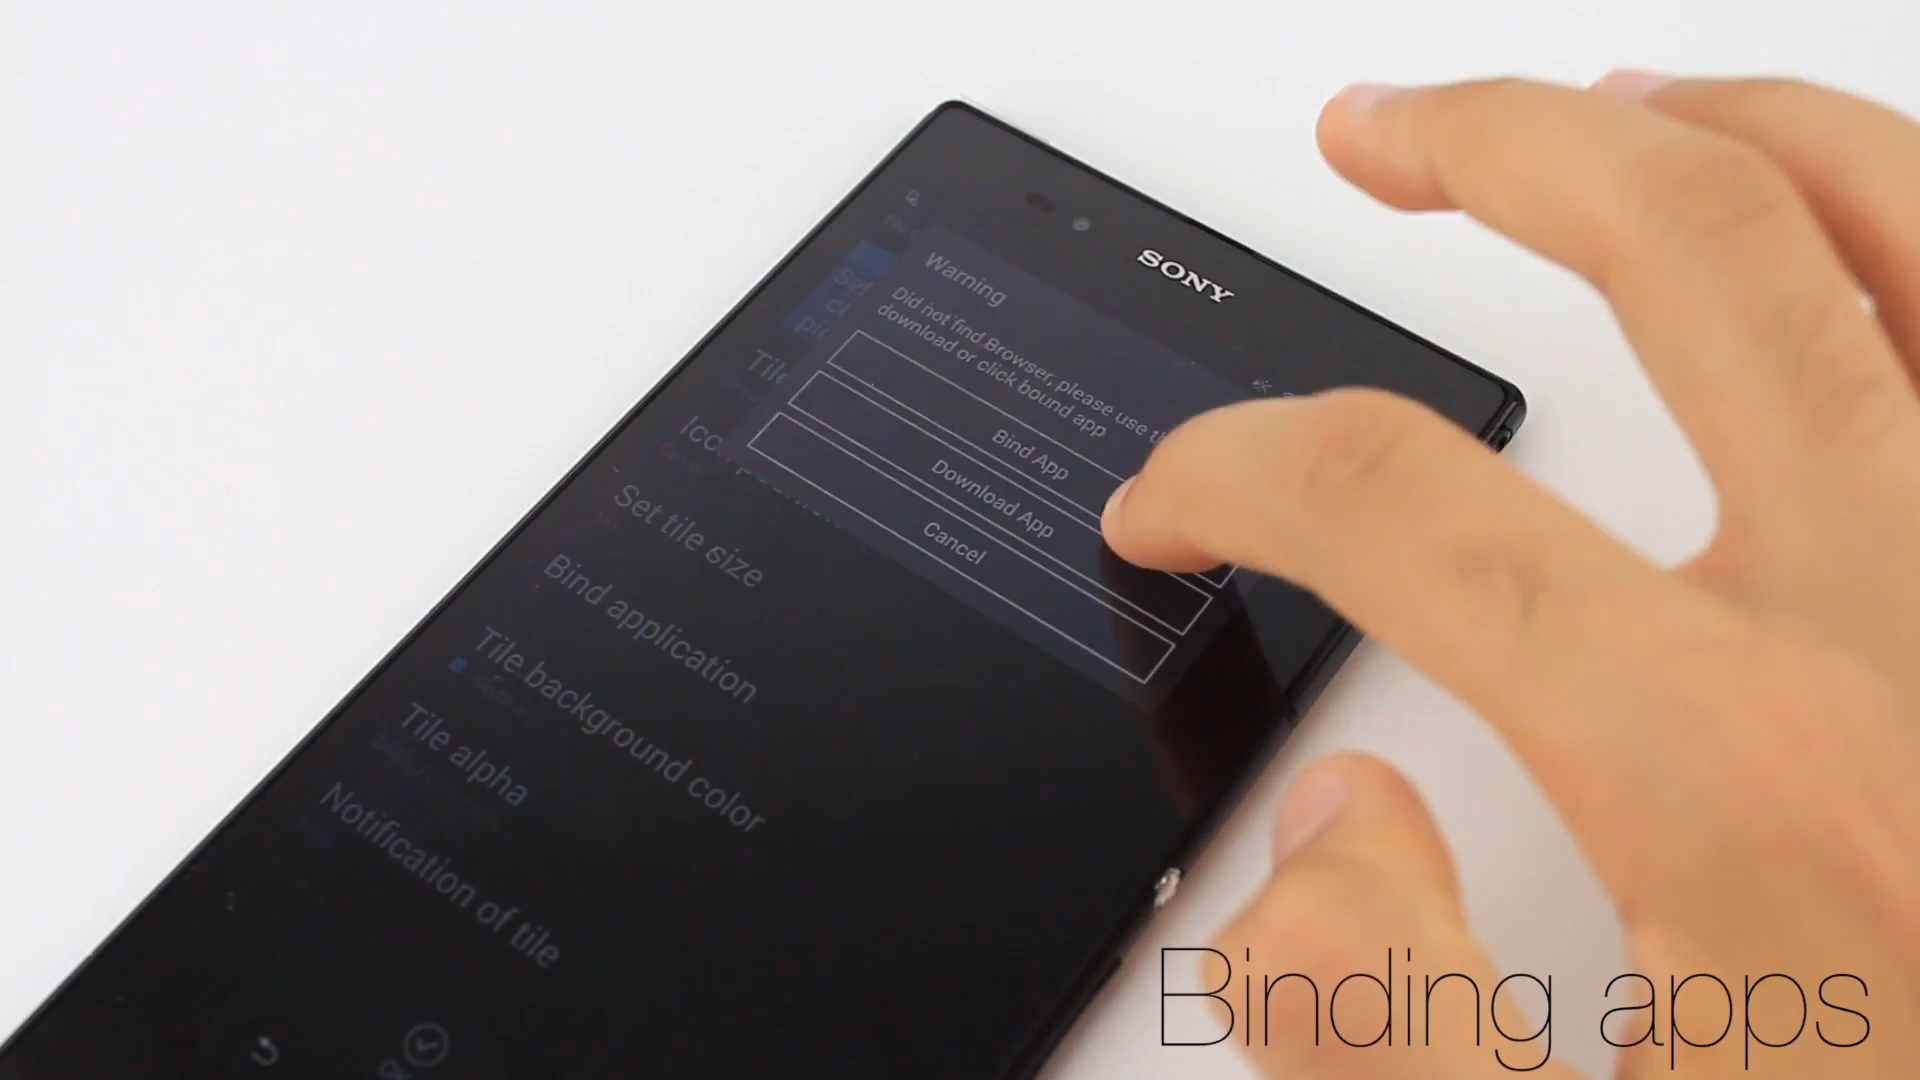 SONY
Warning
Did not find Browser, please use
download or click bound app
Bind App
Download App
Cancel
Set tile size
Bind application
Tile background color
Tile alpha
Notification of tile
Binding apps